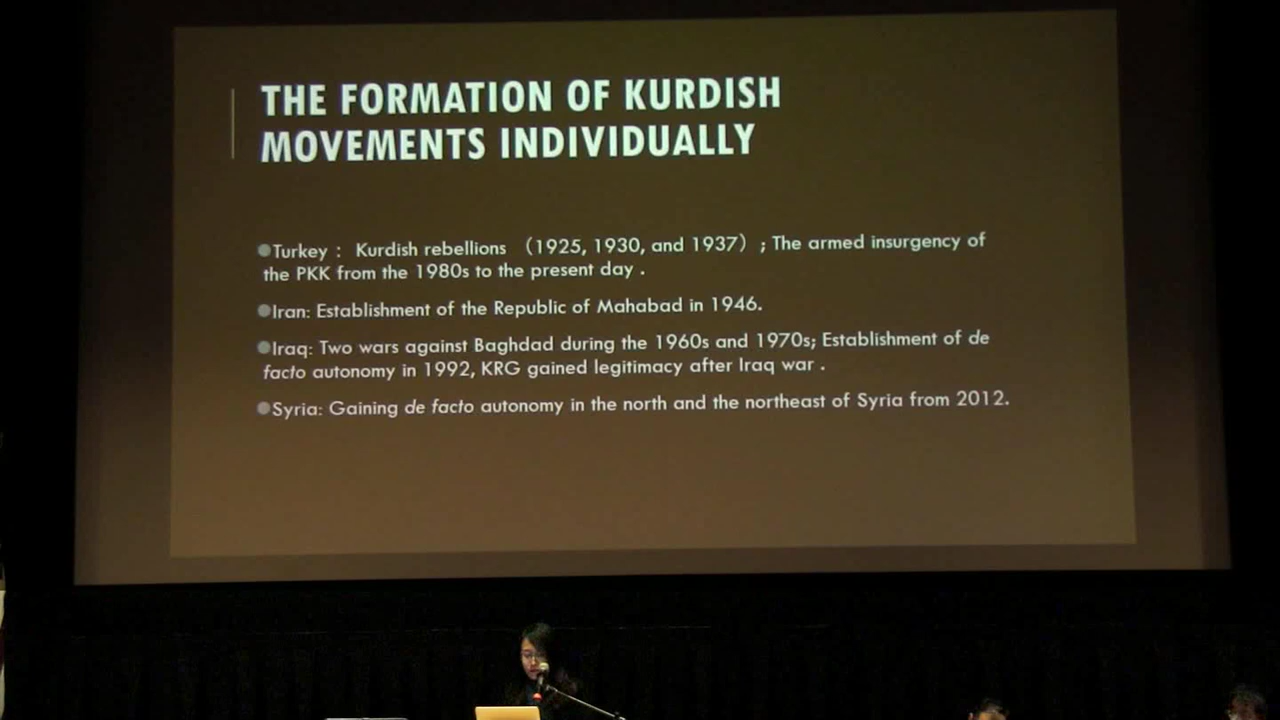 THE FORMATION OF KURDISH
MOVEMENTS INDIVIDUALLY
●Turkey： Kurdish rebellions （1925, 1930, and 1937）; The armed insurgency of
the PKK from the 1980s to the present day .
●Iran: Establishment of the Republic of Mahabad in 1946.
●Iraq: Two wars against Baghdad during the 1960s and 1970s; Establishment of de
facto autonomy in 1992, KRG gained legitimacy after Iraq war .
●Syria: Gaining de facto autonomy in the north and the northeast of Syria from 2012.